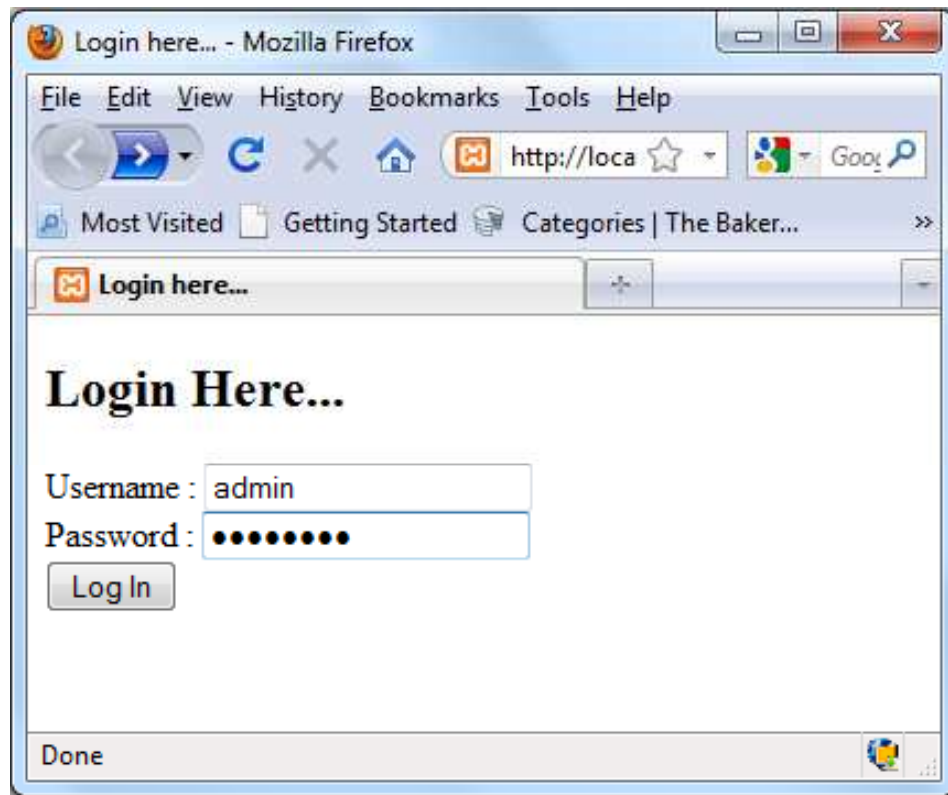 Login here... - Mozilla Firefox
File Edit View History Bookmarks Tools Help
http://loca
Goog
Most Visited Getting Started Categories | The Baker... »
Login here...
Login Here...
Username : admin
Password : ••••••••
Log In
Done